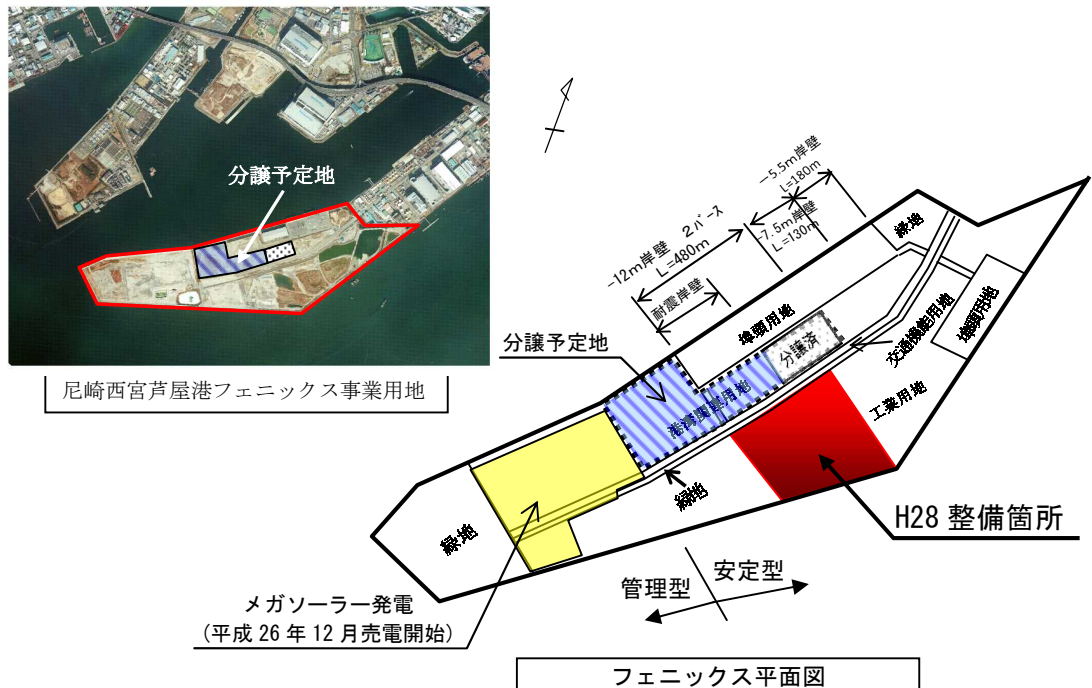 分譲予定地
尼崎西宮芦屋港フェニックス事業用地
-5.5m岸壁
L=180m
-7.5m岸壁
L=130m
-12m岸壁 2バース
L=480m
耐震岸壁
分譲予定地
緑地
埠頭用地
分譲済
交通機能用地
埠頭用地
港湾関連用地
工業用地
緑地
緑地
H28 整備箇所
管理型
安定型
メガソーラー発電
(平成 26 年 12 月売電開始)
フェニックス平面図